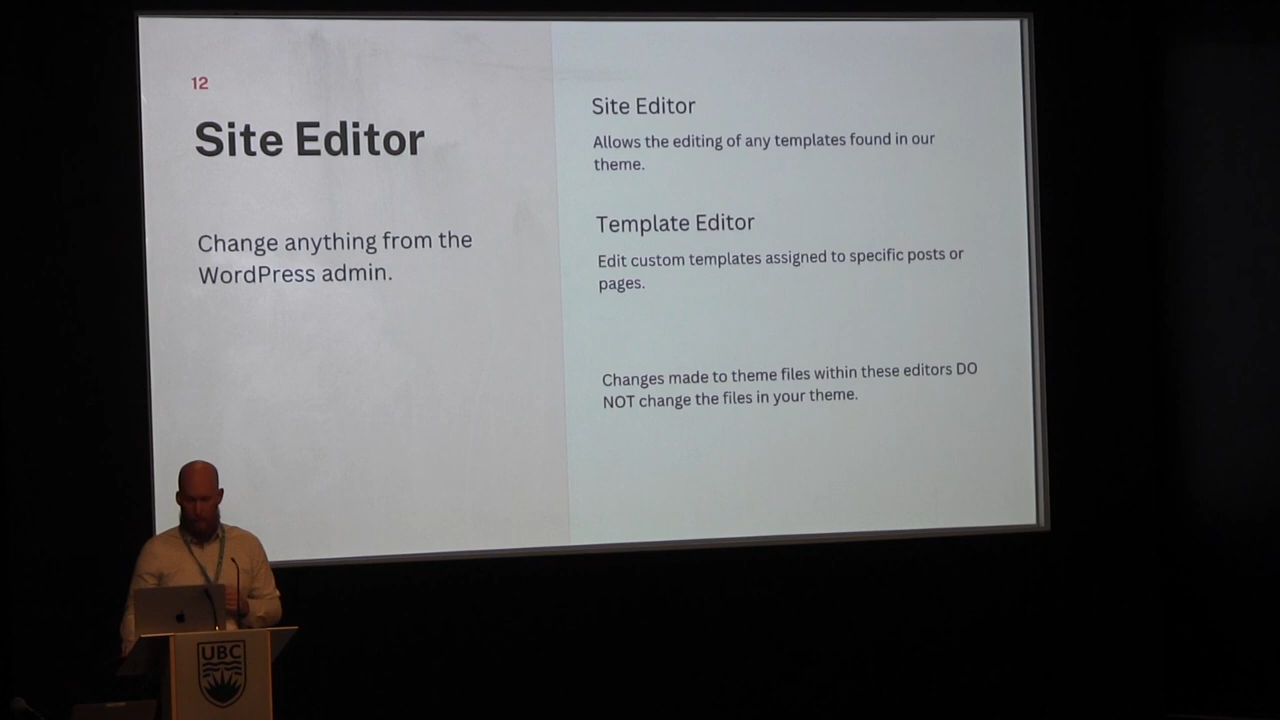 12
Site Editor
Change anything from the
WordPress admin.
Site Editor
Allows the editing of any templates found in our
theme.
Template Editor
Edit custom templates assigned to specific posts or
pages.
Changes made to theme files within these editors DO
NOT change the files in your theme.
UBC